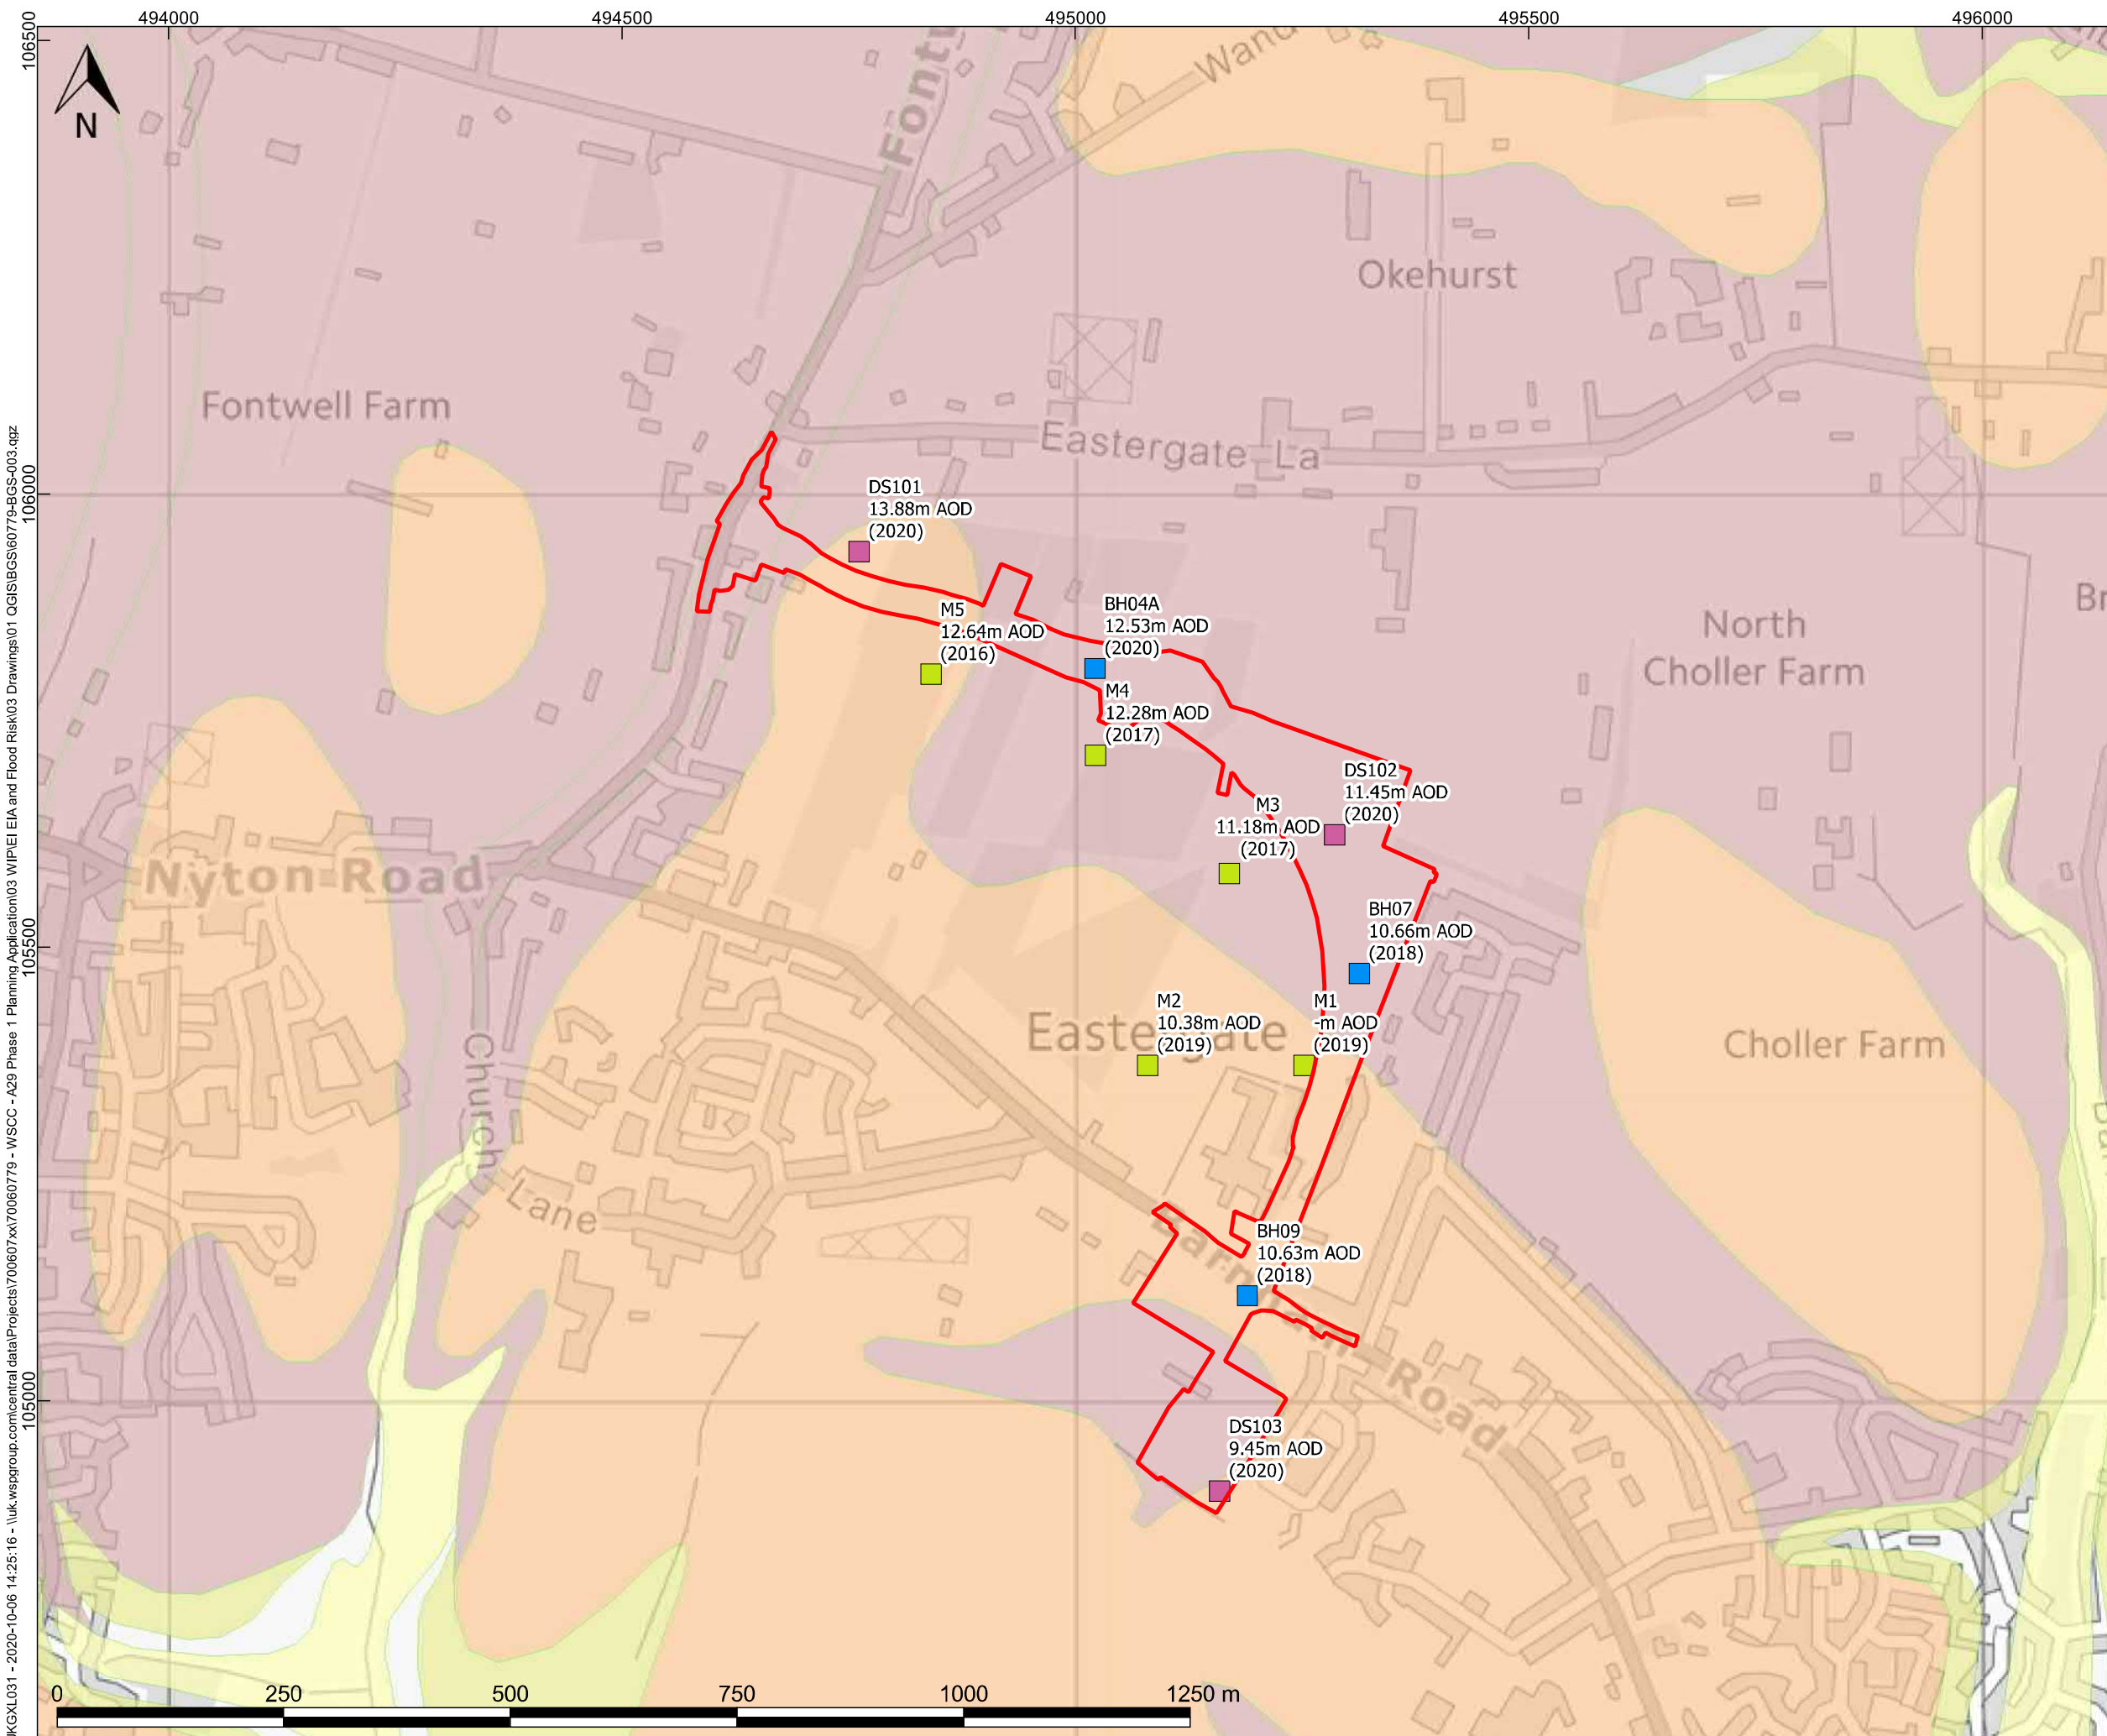 494000
494500
495000
495500
496000
106500
106000
105500
105000
N
Wand
Okehurst
Fontwell Farm
Eastergate La
DS101
13.88m AOD
(2020)
M5
12.64m AOD
(2016)
BH04A
12.53m AOD
(2020)
M4
12.28m AOD
(2017)
North
Choller Farm
DS102
11.45m AOD
(2020)
M3
11.18m AOD
(2017)
Nyton Road
BH07
10.66m AOD
(2018)
M2
10.38m AOD
(2019)
M1
-m AOD
(2019)
Eastergate
Choller Farm
Church
Lane
BH09
10.63m AOD
(2018)
Road
DS103
9.45m AOD
(2020)
0 250 500 750 1000 1250 m